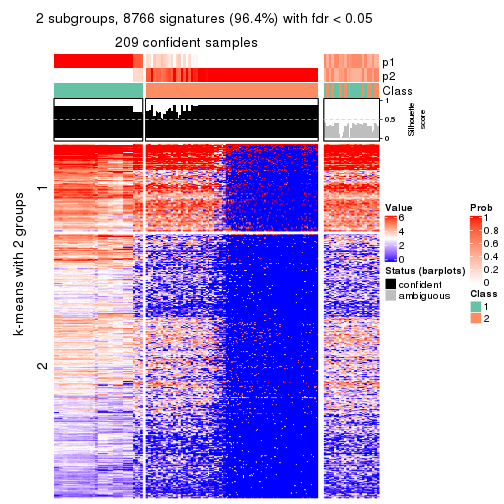 2 subgroups, 8766 signatures (96.4%) with fdr < 0.05
209 confident samples
p1
p2
Class
1
0.5
0
Silhouette
score
k-means with 2 groups
1
2
Value
6
4
2
0
Status (barplots)
confident
ambiguous
Prob
1
0.8
0.6
0.4
0.2
0
Class
1
2